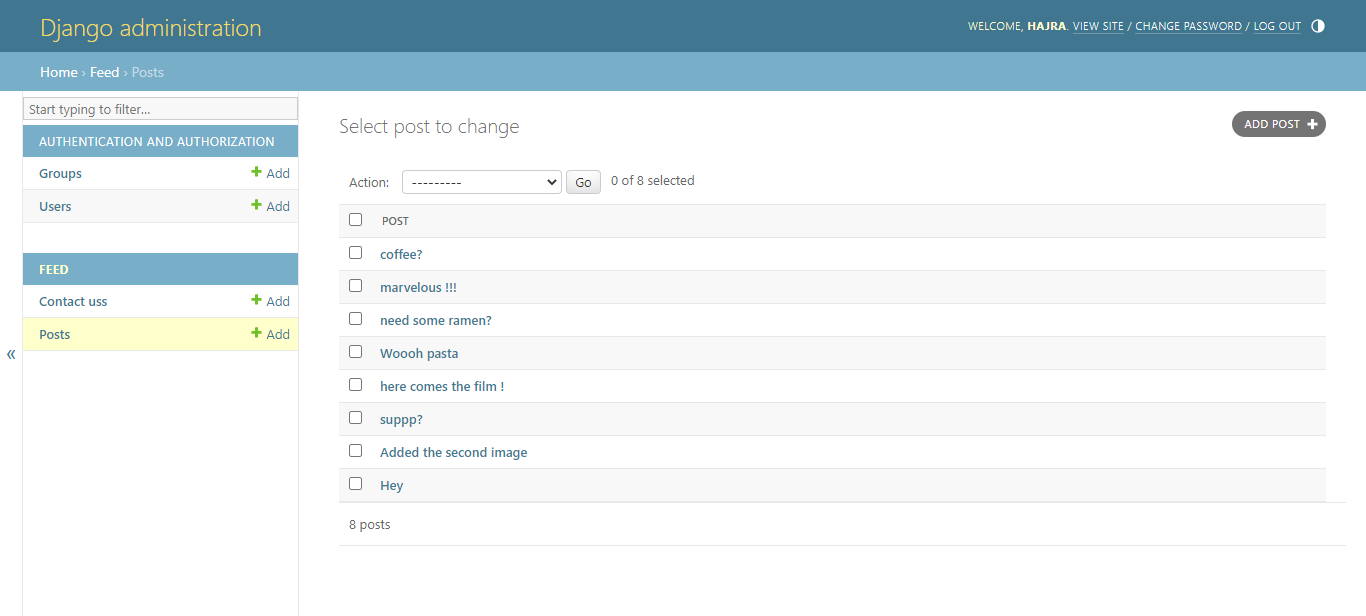 Django administration
WELCOME, HAJRA. VIEW SITE / CHANGE PASSWORD / LOG OUT
Home › Feed › Posts
Start typing to filter...
AUTHENTICATION AND AUTHORIZATION
Groups + Add
Users + Add
FEED
Contact uss + Add
Posts + Add
«
Select post to change
ADD POST +
Action: --------- Go 0 of 8 selected
POST
coffee?
marvelous !!!
need some ramen?
Woooh pasta
here comes the film !
suppp?
Added the second image
Hey
8 posts